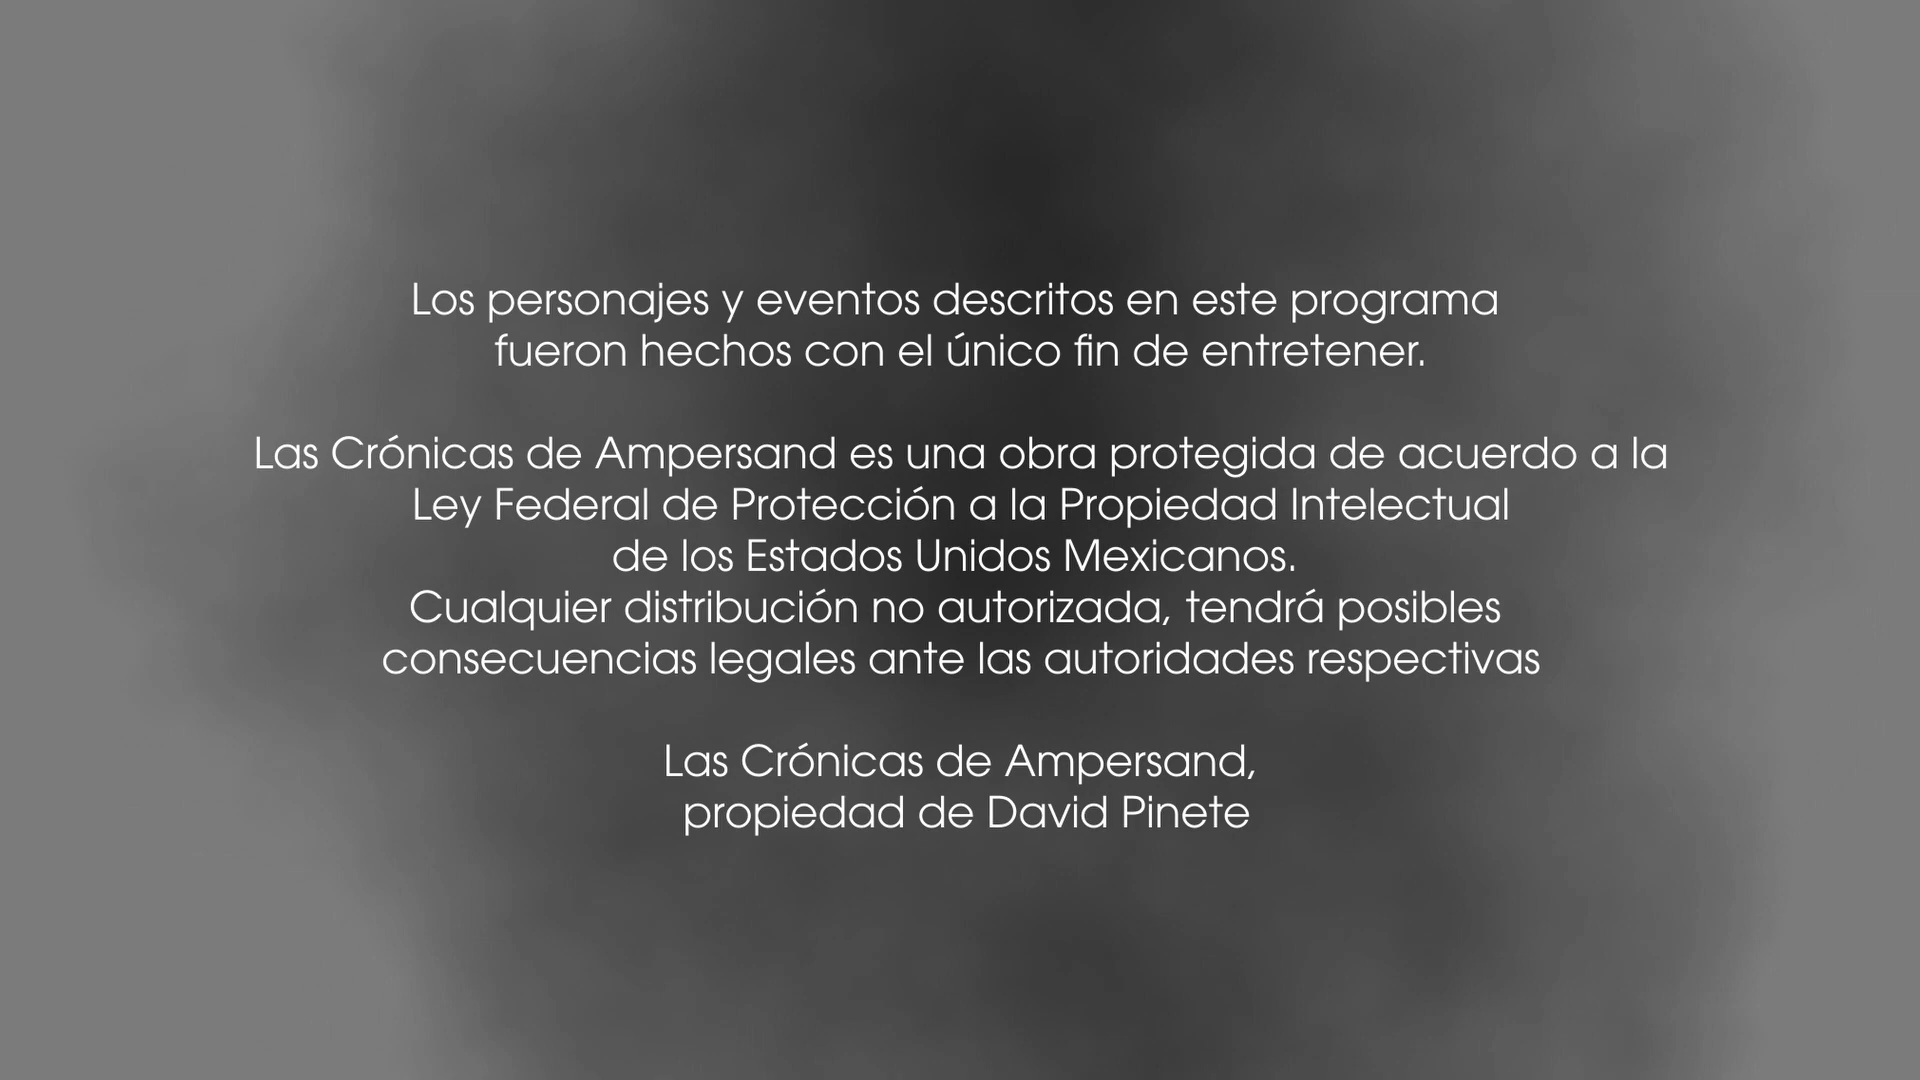 Los personajes y eventos descritos en este programa
fueron hechos con el único fin de entretener.
Las Crónicas de Ampersand es una obra protegida de acuerdo a la
Ley Federal de Protección a la Propiedad Intelectual
de los Estados Unidos Mexicanos.
Cualquier distribución no autorizada, tendrá posibles
consecuencias legales ante las autoridades respectivas
Las Crónicas de Ampersand,
propiedad de David Pinete